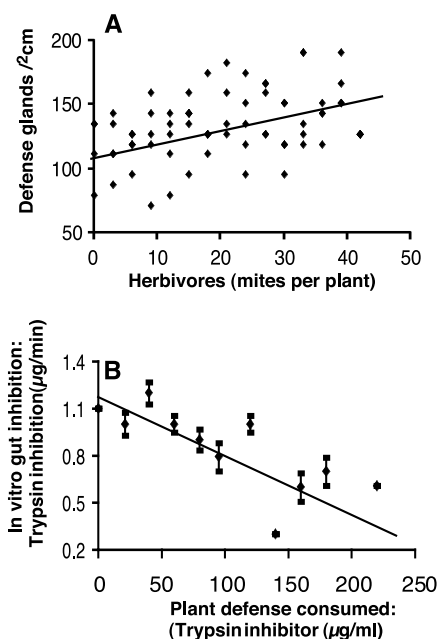 A
Defense glands /²cm
200
150
100
50
0 10 20 30 40 50
Herbivores (mites per plant)
B
In vitro gut inhibition:
Trypsin inhibition(µg/min)
1.4
1.1
0.8
0.5
0.2
0 50 100 150 200 250
Plant defense consumed:
(Trypsin inhibitor (µg/ml)